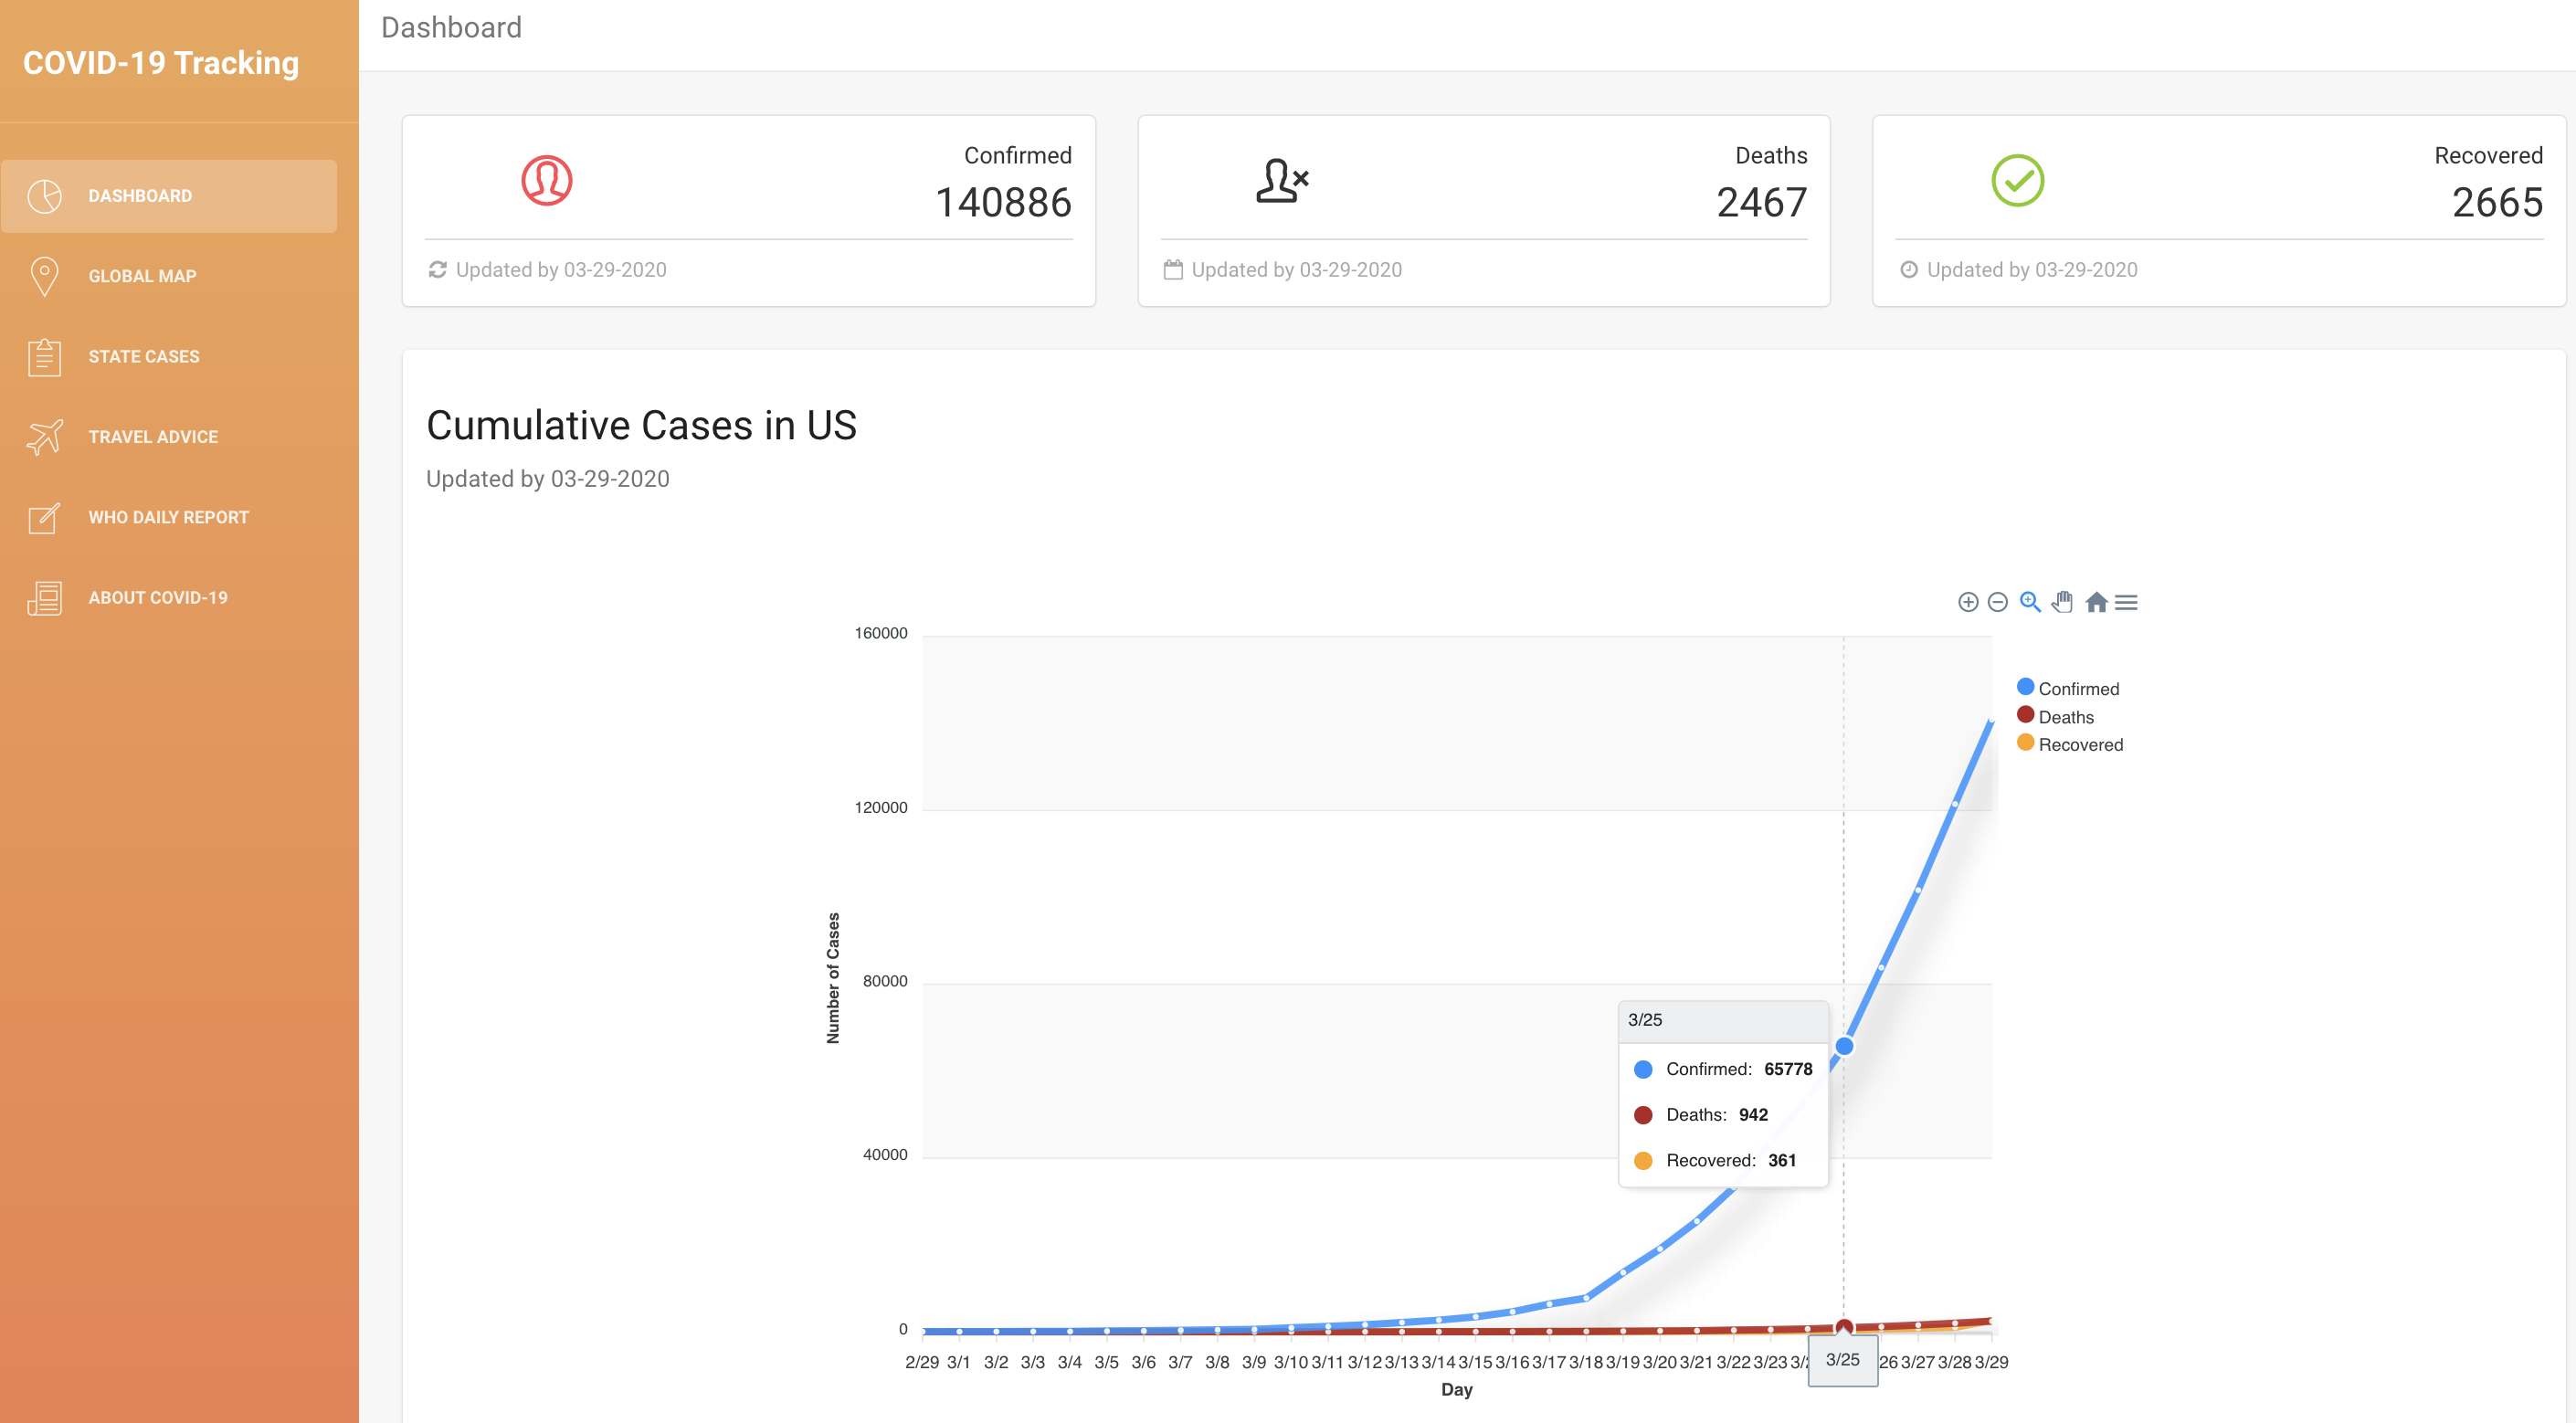 COVID-19 Tracking
DASHBOARD
GLOBAL MAP
STATE CASES
TRAVEL ADVICE
WHO DAILY REPORT
ABOUT COVID-19
Dashboard
Confirmed
140886
Updated by 03-29-2020
Deaths
2467
Updated by 03-29-2020
Recovered
2665
Updated by 03-29-2020
Cumulative Cases in US
Updated by 03-29-2020
160000
120000
80000
40000
0
Number of Cases
Confirmed
Deaths
Recovered
3/25
Confirmed: 65778
Deaths: 942
Recovered: 361
2/29 3/1 3/2 3/3 3/4 3/5 3/6 3/7 3/8 3/9 3/10 3/11 3/12 3/13 3/14 3/15 3/16 3/17 3/18 3/19 3/20 3/21 3/22 3/23 3/25 26 3/27 3/28 3/29
Day